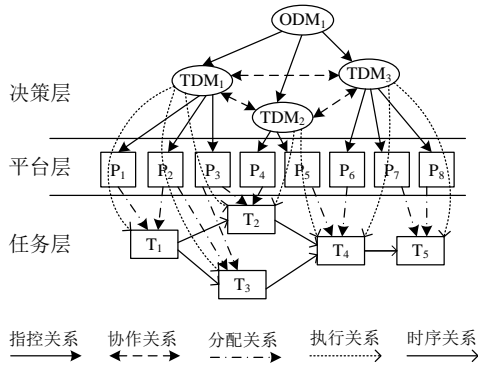 ODM₁
TDM₁ TDM₃
决策层
TDM₂
平台层 P₁ P₂ P₃ P₄ P₅ P₆ P₇ P₈
T₂
任务层 T₁ T₄ T₅
T₃
指控关系 协作关系 分配关系 执行关系 时序关系